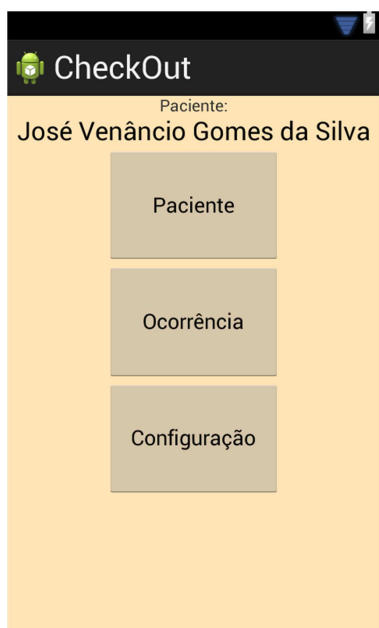 CheckOut
Paciente:
José Venâncio Gomes da Silva
Paciente
Ocorrência
Configuração